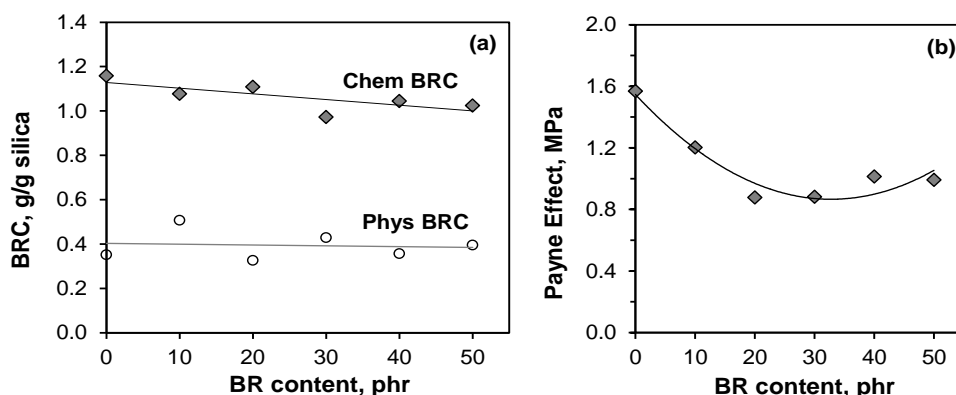 (a)
BRC, g/g silica
1.4
1.2
1.0
0.8
0.6
0.4
0.2
0.0
Chem BRC
Phys BRC
0 10 20 30 40 50
BR content, phr
(b)
Payne Effect, MPa
2.0
1.6
1.2
0.8
0.4
0.0
0 10 20 30 40 50
BR content, phr